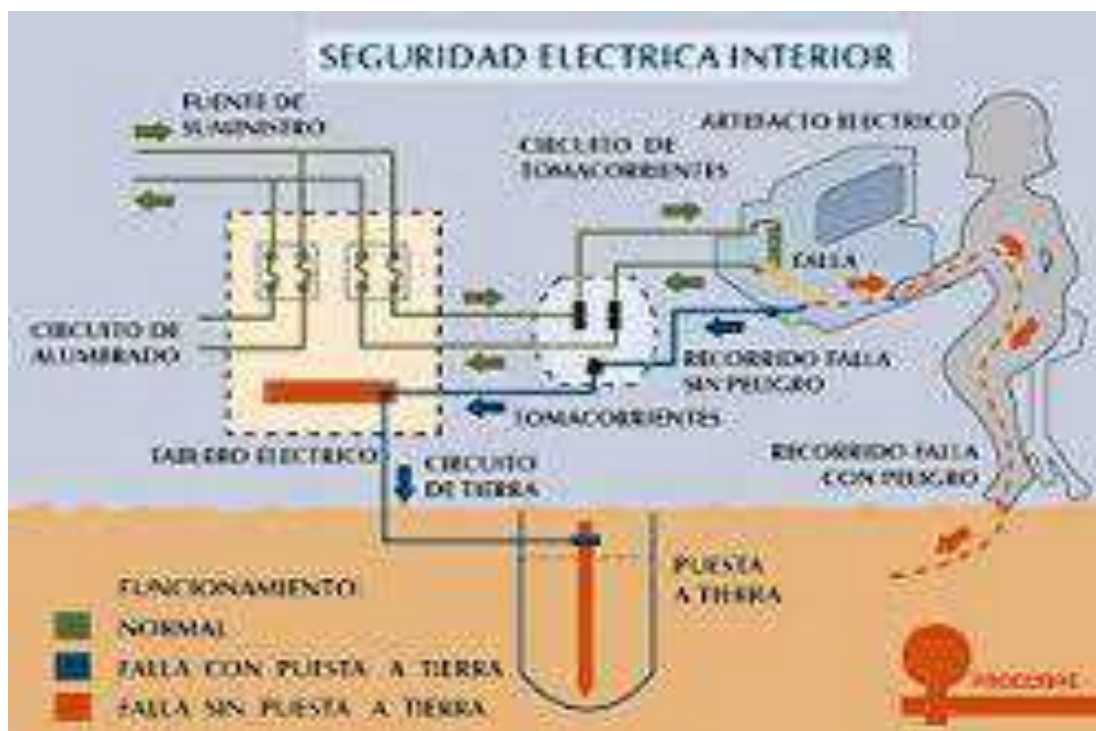 SEGURIDAD ELECTRICA INTERIOR
FUENTE DE
SUMINISTRO
CIRCUITO DE
TOMACORRIENTES
ARTEFACTO ELECTRICO
FALLA
CIRCUITO DE
ALUMBRADO
RECORRIDO FALLA
SIN PELIGRO
TOMACORRIENTES
TABLERO ELECTRICO
CIRCUITO
DE TIERRA
RECORRIDO FALLA
CON PELIGRO
PUESTA
A TIERRA
FUNCIONAMIENTO
NORMAL
FALLA CON PUESTA A TIERRA
FALLA SIN PUESTA A TIERRA